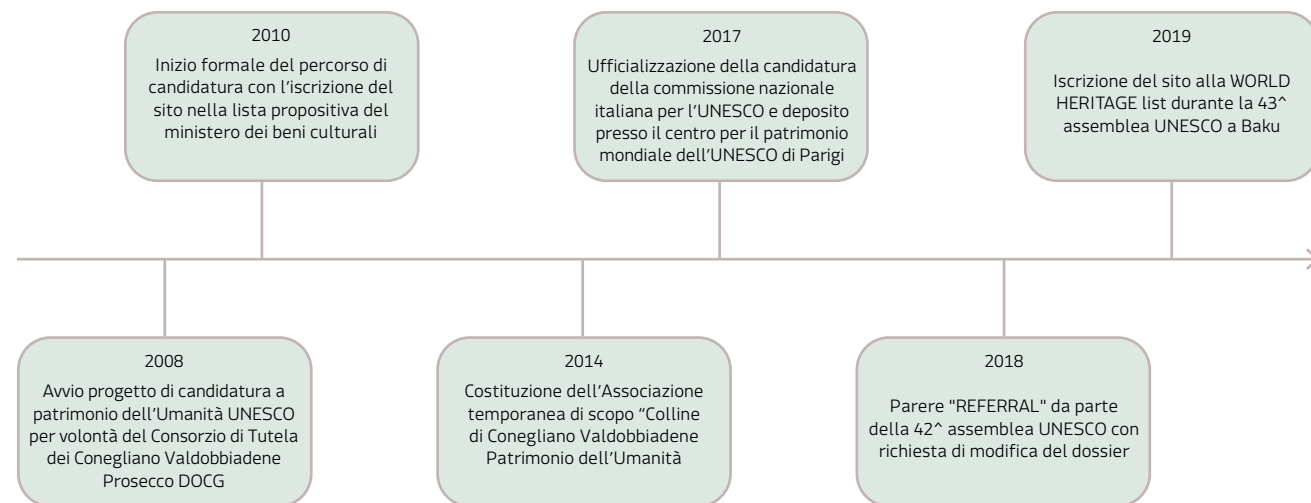 2010
Inizio formale del percorso di
candidatura con l'iscrizione del
sito nella lista propositiva del
ministero dei beni culturali
2017
Ufficializzazione della candidatura
della commissione nazionale
italiana per l'UNESCO e deposito
presso il centro per il patrimonio
mondiale dell'UNESCO di Parigi
2019
Iscrizione del sito alla WORLD
HERITAGE list durante la 43^
assemblea UNESCO a Baku
2008
Avvio progetto di candidatura a
patrimonio dell'Umanità UNESCO
per volontà del Consorzio di Tutela
dei Conegliano Valdobbiadene
Prosecco DOCG
2014
Costituzione dell'Associazione
temporanea di scopo "Colline
di Conegliano Valdobbiadene
Patrimonio dell'Umanità
2018
Parere "REFERRAL" da parte
della 42^ assemblea UNESCO con
richiesta di modifica del dossier